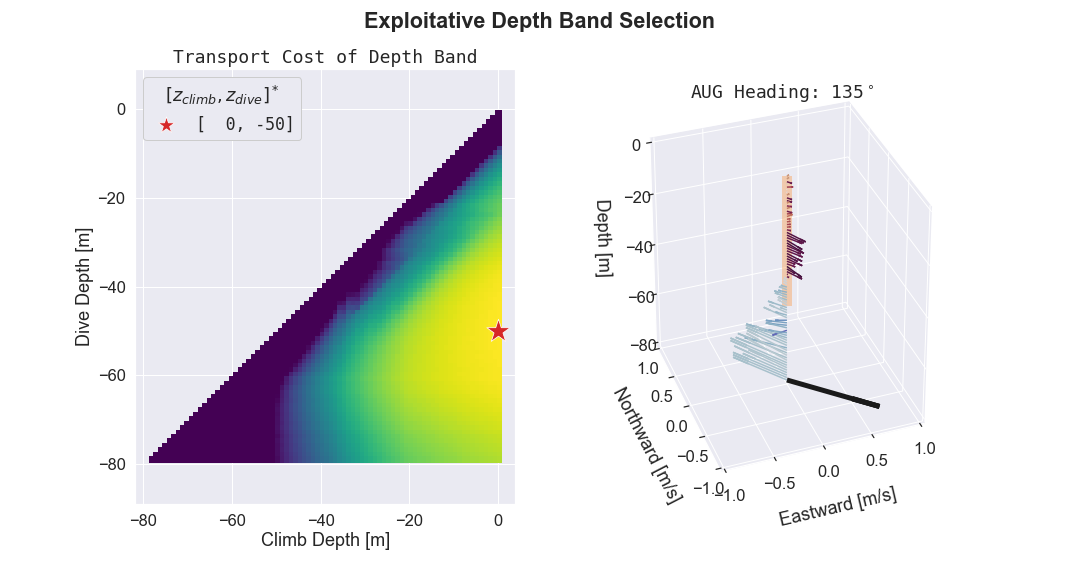 Exploitative Depth Band Selection
Transport Cost of Depth Band
[z_climb, z_dive]*
[  0, -50]
Dive Depth [m]
0
−20
−40
−60
−80
−80
−60
−40
−20
0
Climb Depth [m]
AUG Heading: 135°
Depth [m]
0
−20
−40
−60
−80
Northward [m/s]
1.0
0.5
0.0
−0.5
−1.0
−1.0
−0.5
0.0
0.5
1.0
Eastward [m/s]